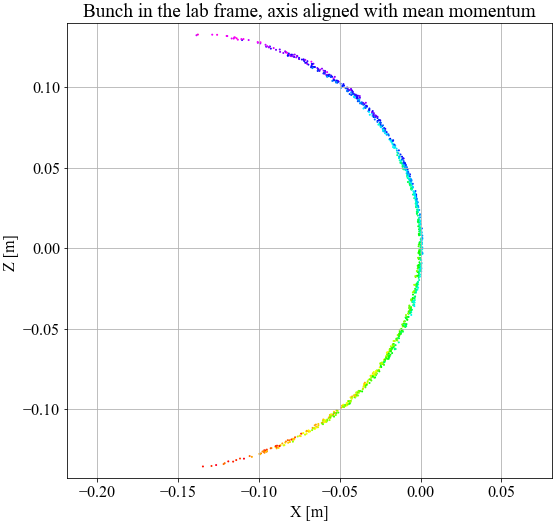 Bunch in the lab frame, axis aligned with mean momentum
0.10
0.05
0.00
−0.05
−0.10
Z [m]
−0.20 −0.15 −0.10 −0.05 0.00 0.05
X [m]